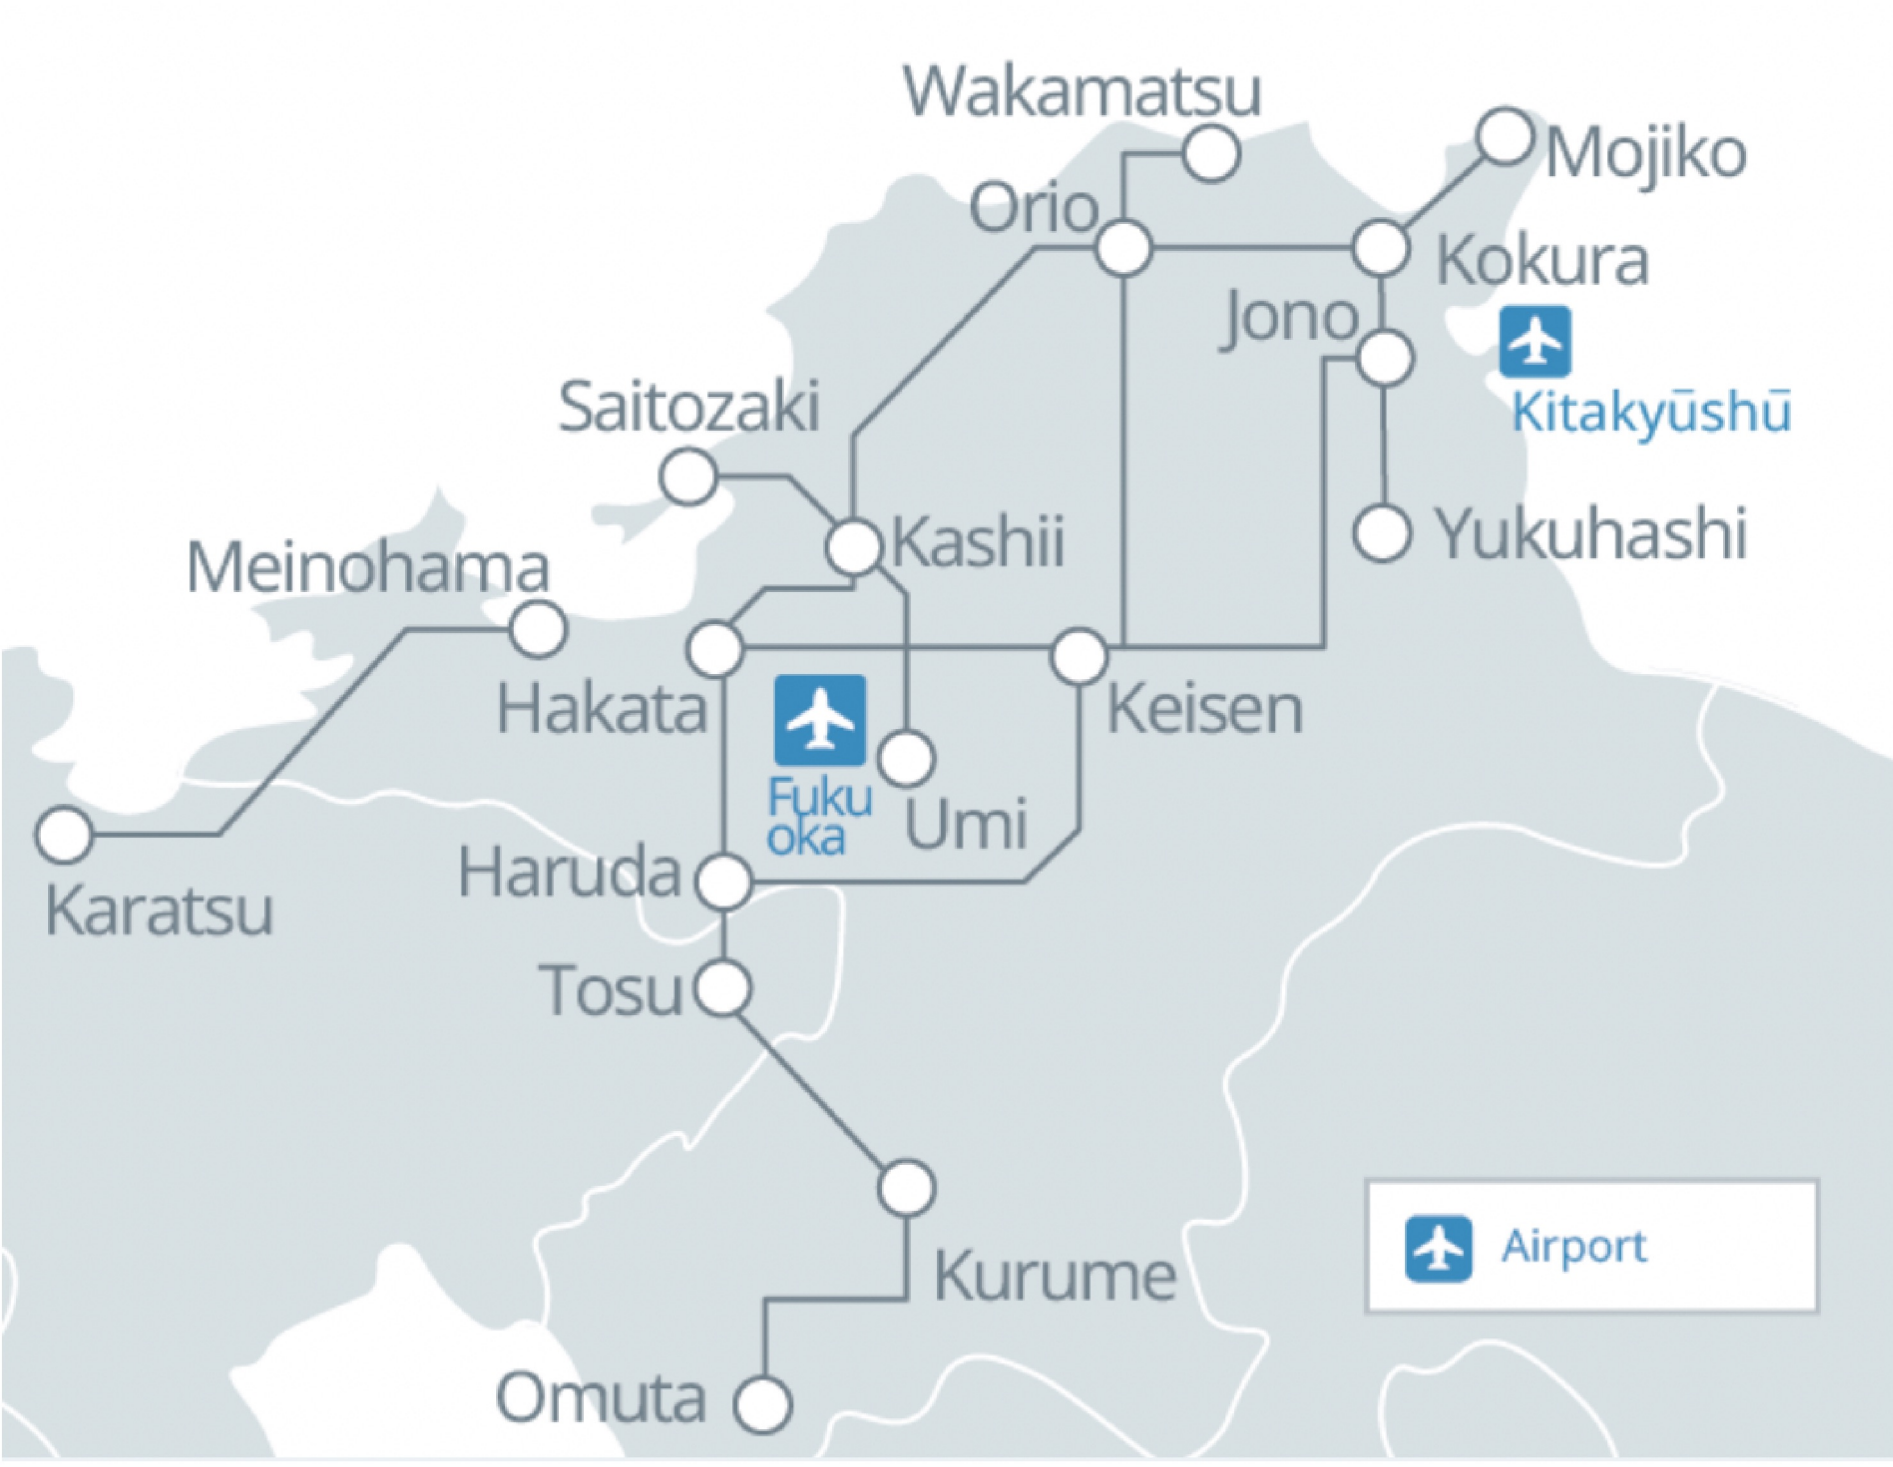 Wakamatsu
Mojiko
Orio
Kokura
Jono
Kitakyūshū
Saitozaki
Kashii
Yukuhashi
Meinohama
Hakata
Keisen
Fuku
oka
Umi
Haruda
Karatsu
Tosu
Kurume
Airport
Omuta